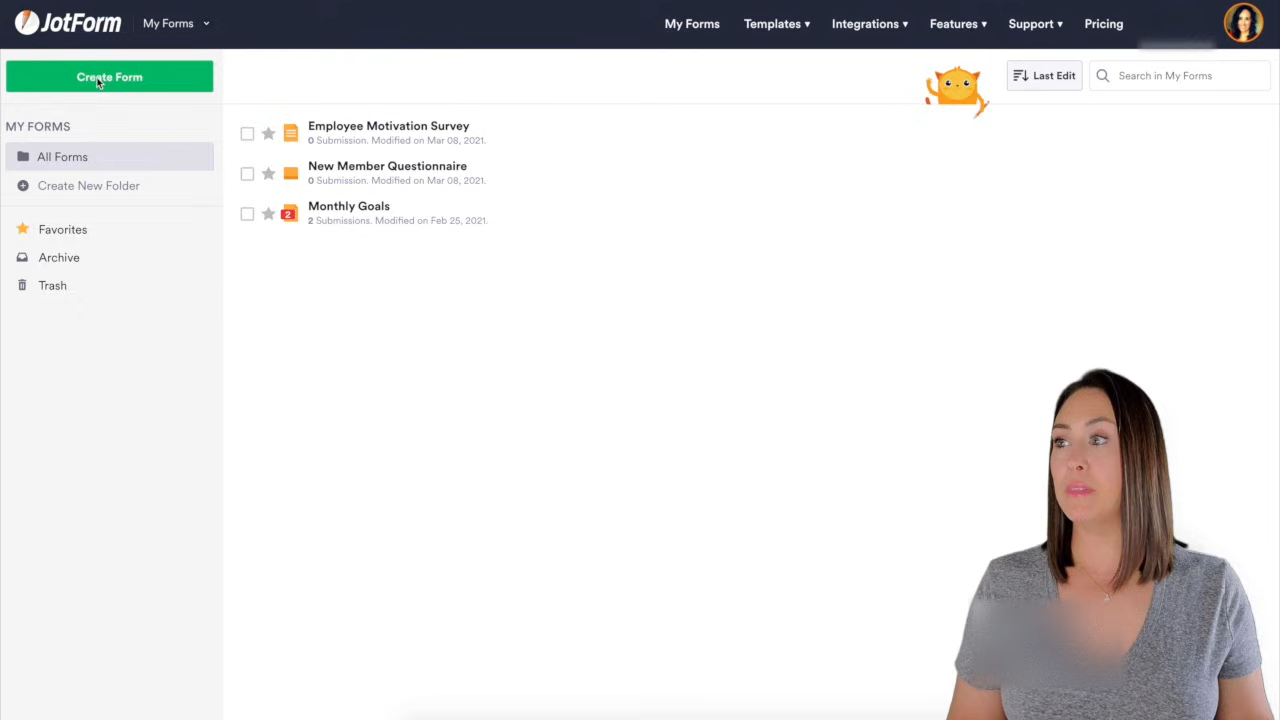 JotForm
My Forms
My Forms
Templates ▾
Integrations ▾
Features ▾
Support ▾
Pricing
Create Form
Last Edit
Search in My Forms
MY FORMS
All Forms
Create New Folder
Favorites
Archive
Trash
Employee Motivation Survey
0 Submission. Modified on Mar 08, 2021.
New Member Questionnaire
0 Submission. Modified on Mar 08, 2021.
2
Monthly Goals
2 Submissions. Modified on Feb 25, 2021.